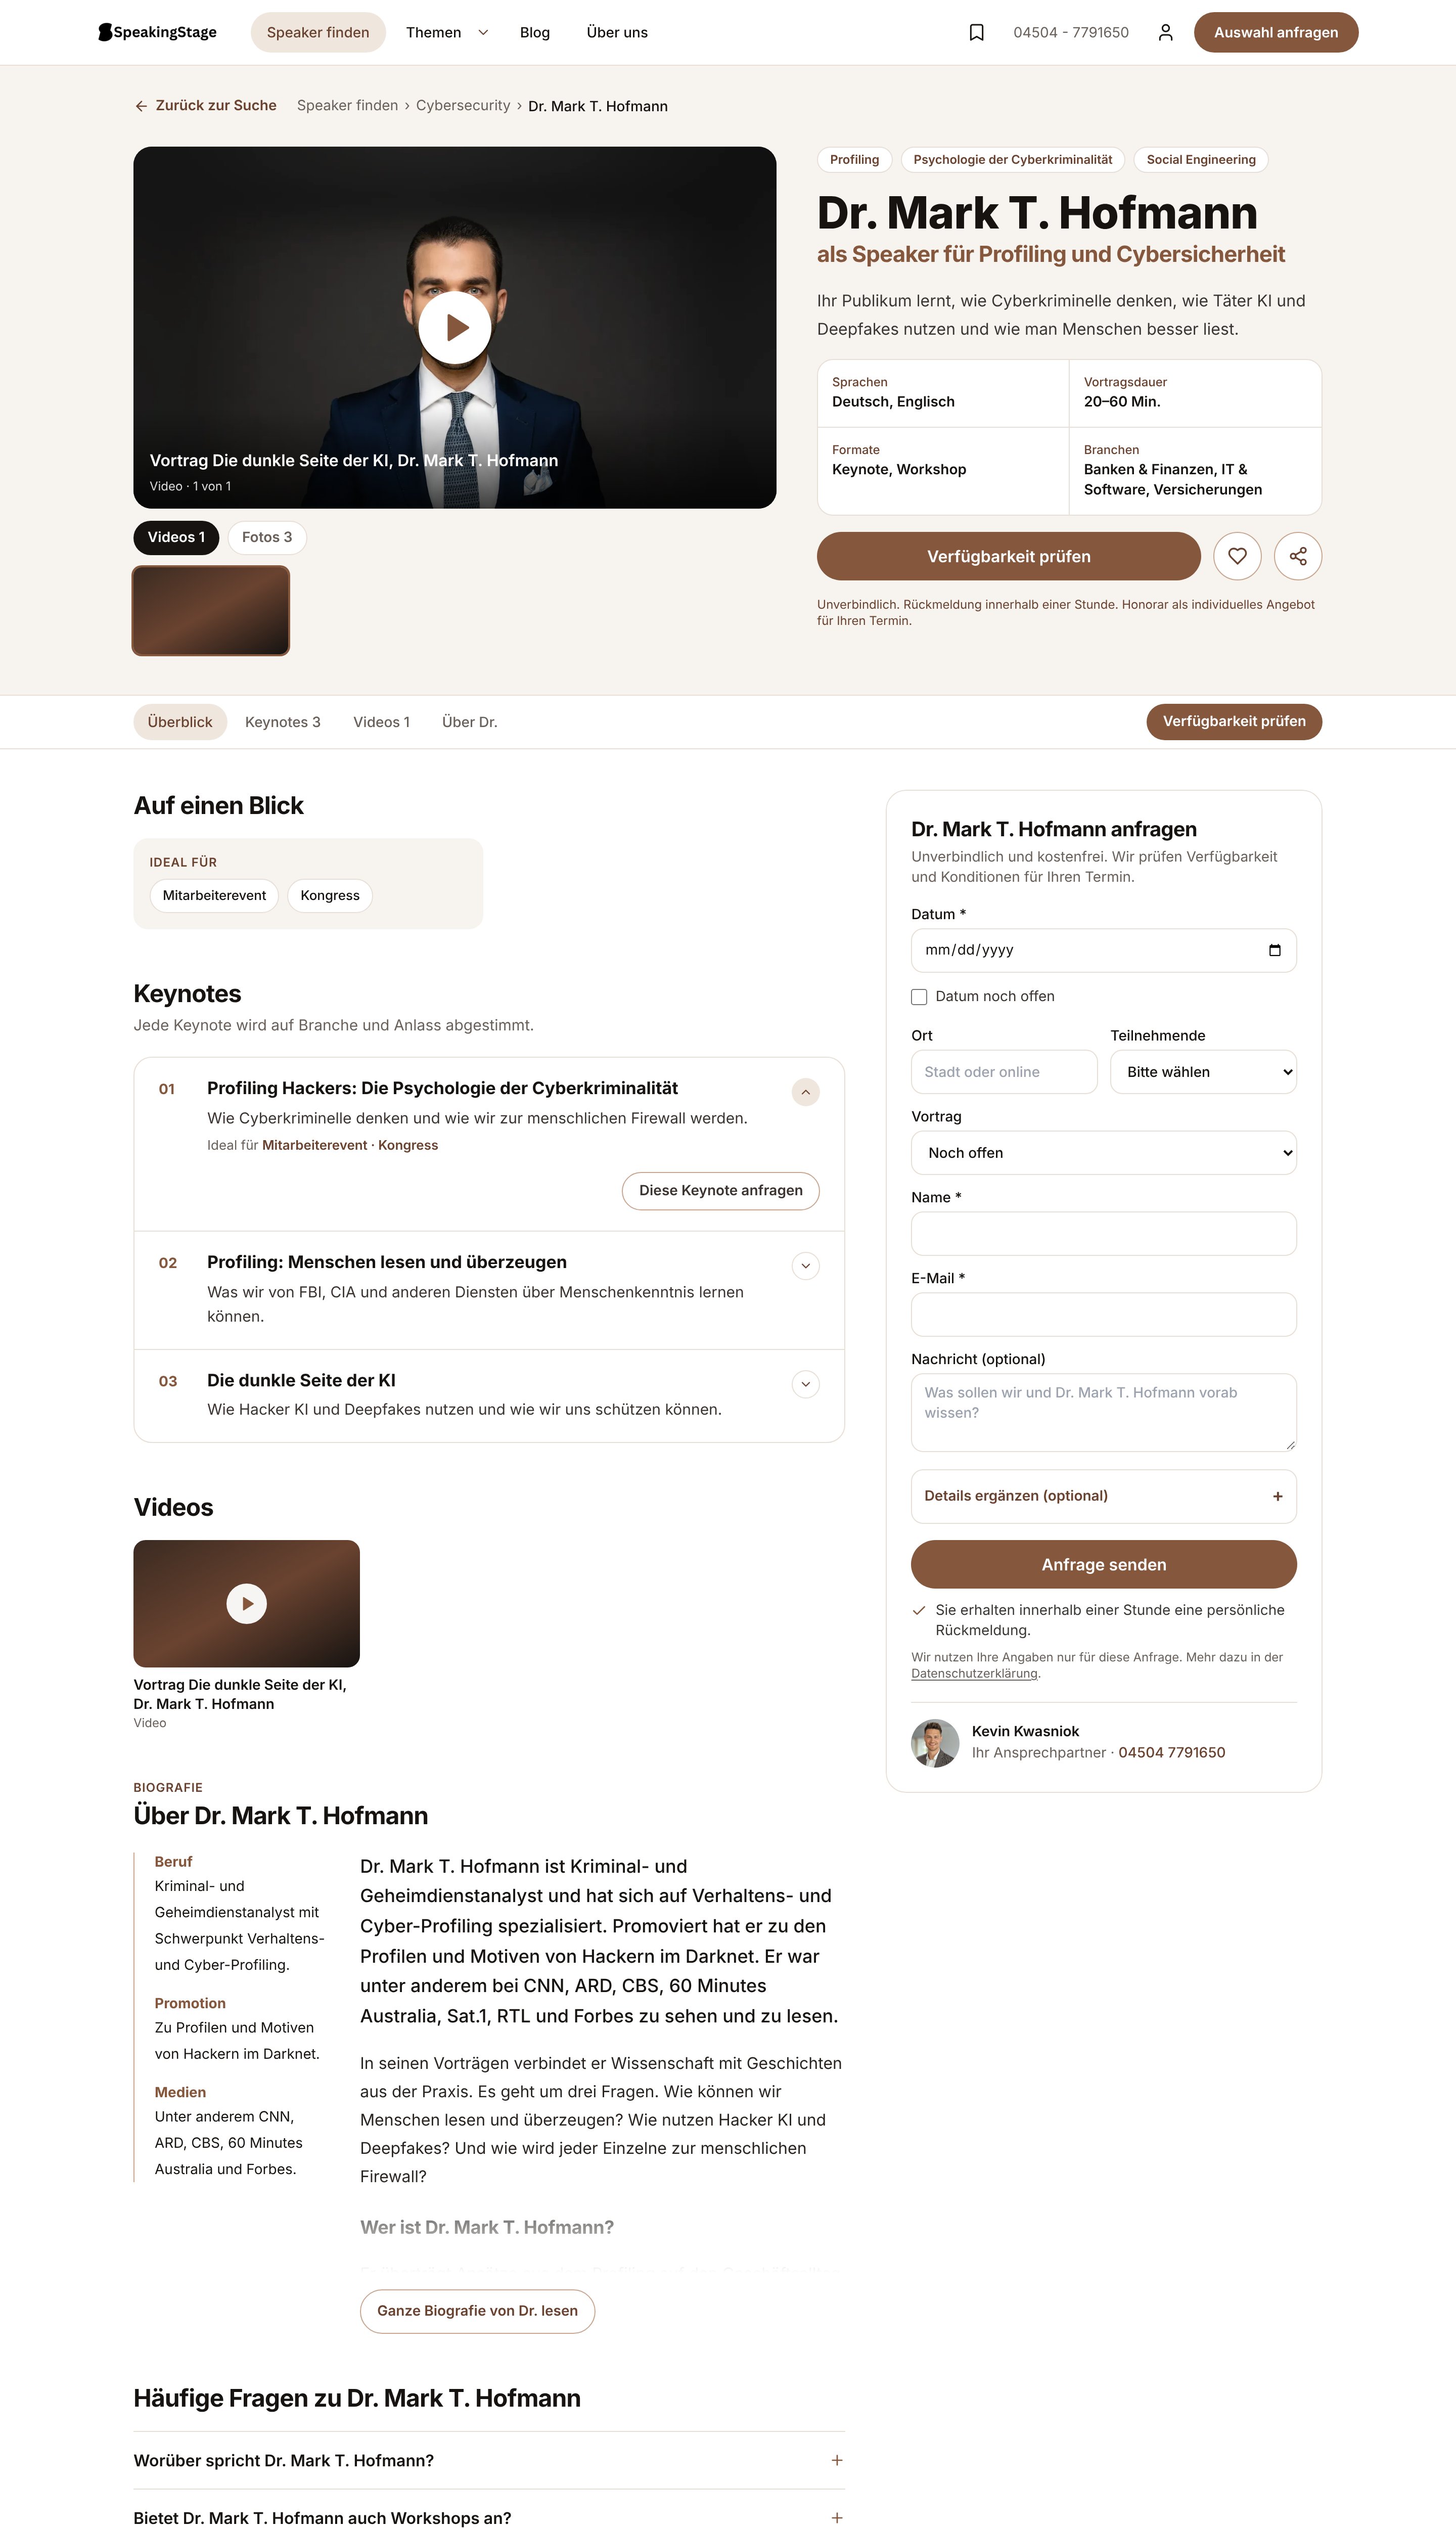 SpeakingStage
Speaker finden
Themen
Blog
Über uns
04504 - 7791650
Auswahl anfragen
Zurück zur Suche
Speaker finden › Cybersecurity › Dr. Mark T. Hofmann
Vortrag Die dunkle Seite der KI, Dr. Mark T. Hofmann
Video · 1 von 1
Videos 1
Fotos 3
Profiling
Psychologie der Cyberkriminalität
Social Engineering
Dr. Mark T. Hofmann
als Speaker für Profiling und Cybersicherheit
Ihr Publikum lernt, wie Cyberkriminelle denken, wie Täter KI und
Deepfakes nutzen und wie man Menschen besser liest.
Sprachen
Deutsch, Englisch
Vortragsdauer
20–60 Min.
Formate
Keynote, Workshop
Branchen
Banken & Finanzen, IT &
Software, Versicherungen
Verfügbarkeit prüfen
Unverbindlich. Rückmeldung innerhalb einer Stunde. Honorar als individuelles Angebot
für Ihren Termin.
Überblick
Keynotes 3
Videos 1
Über Dr.
Verfügbarkeit prüfen
Auf einen Blick
IDEAL FÜR
Mitarbeiterevent
Kongress
Keynotes
Jede Keynote wird auf Branche und Anlass abgestimmt.
01
Profiling Hackers: Die Psychologie der Cyberkriminalität
Wie Cyberkriminelle denken und wie wir zur menschlichen Firewall werden.
Ideal für Mitarbeiterevent · Kongress
Diese Keynote anfragen
02
Profiling: Menschen lesen und überzeugen
Was wir von FBI, CIA und anderen Diensten über Menschenkenntnis lernen
können.
03
Die dunkle Seite der KI
Wie Hacker KI und Deepfakes nutzen und wie wir uns schützen können.
Videos
Vortrag Die dunkle Seite der KI,
Dr. Mark T. Hofmann
Video
BIOGRAFIE
Über Dr. Mark T. Hofmann
Beruf
Kriminal- und
Geheimdienstanalyst mit
Schwerpunkt Verhaltens-
und Cyber-Profiling.
Promotion
Zu Profilen und Motiven
von Hackern im Darknet.
Medien
Unter anderem CNN,
ARD, CBS, 60 Minutes
Australia und Forbes.
Dr. Mark T. Hofmann ist Kriminal- und
Geheimdienstanalyst und hat sich auf Verhaltens- und
Cyber-Profiling spezialisiert. Promoviert hat er zu den
Profilen und Motiven von Hackern im Darknet. Er war
unter anderem bei CNN, ARD, CBS, 60 Minutes
Australia, Sat.1, RTL und Forbes zu sehen und zu lesen.
In seinen Vorträgen verbindet er Wissenschaft mit Geschichten
aus der Praxis. Es geht um drei Fragen. Wie können wir
Menschen lesen und überzeugen? Wie nutzen Hacker KI und
Deepfakes? Und wie wird jeder Einzelne zur menschlichen
Firewall?
Wer ist Dr. Mark T. Hofmann?
Ganze Biografie von Dr. lesen
Häufige Fragen zu Dr. Mark T. Hofmann
Worüber spricht Dr. Mark T. Hofmann?
Bietet Dr. Mark T. Hofmann auch Workshops an?
Dr. Mark T. Hofmann anfragen
Unverbindlich und kostenfrei. Wir prüfen Verfügbarkeit
und Konditionen für Ihren Termin.
Datum *
mm/dd/yyyy
Datum noch offen
Ort
Stadt oder online
Teilnehmende
Bitte wählen
Vortrag
Noch offen
Name *
E-Mail *
Nachricht (optional)
Was sollen wir und Dr. Mark T. Hofmann vorab
wissen?
Details ergänzen (optional) +
Anfrage senden
Sie erhalten innerhalb einer Stunde eine persönliche
Rückmeldung.
Wir nutzen Ihre Angaben nur für diese Anfrage. Mehr dazu in der
Datenschutzerklärung.
Kevin Kwasniok
Ihr Ansprechpartner · 04504 7791650